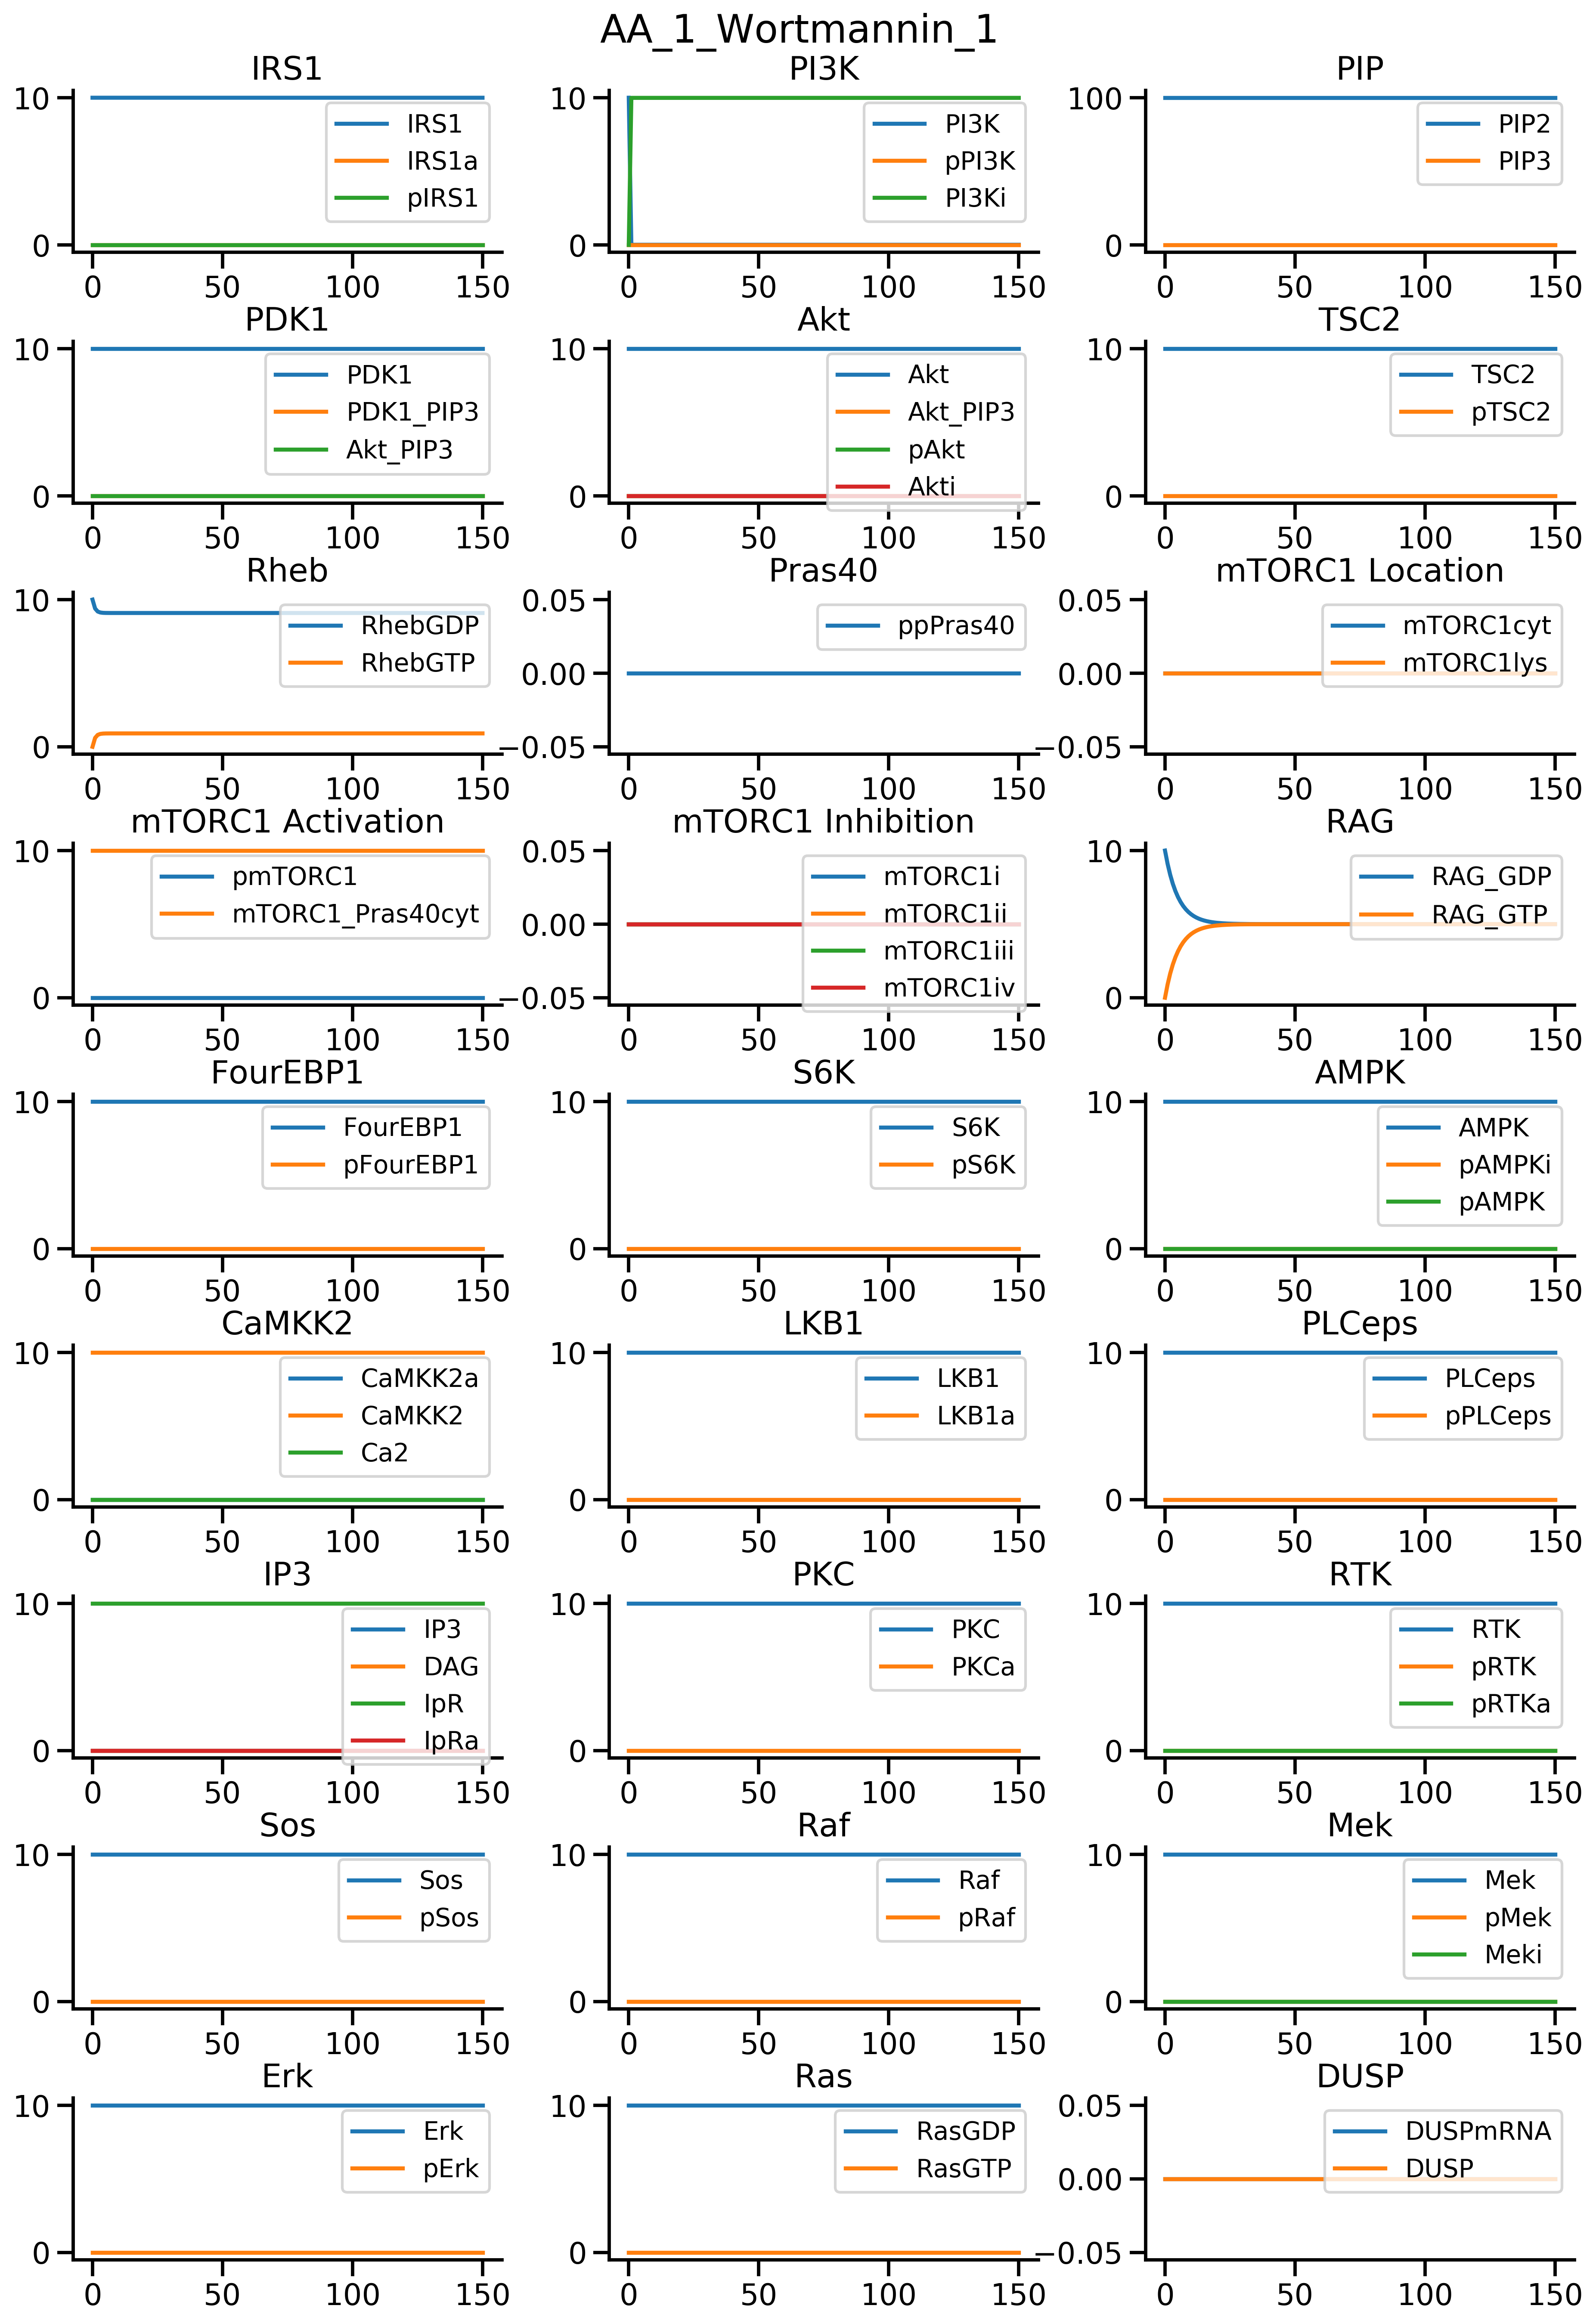 AA_1_Wortmannin_1
IRS1
10
0
0 50 100 150
IRS1
IRS1a
pIRS1
PI3K
10
0
0 50 100 150
PI3K
pPI3K
PI3Ki
PIP
100
0
0 50 100 150
PIP2
PIP3
PDK1
10
0
0 50 100 150
PDK1
PDK1_PIP3
Akt_PIP3
Akt
10
0
0 50 100 150
Akt
Akt_PIP3
pAkt
Akti
TSC2
10
0
0 50 100 150
TSC2
pTSC2
Rheb
10
0
0 50 100 150
RhebGDP
RhebGTP
Pras40
0.05
0.00
−0.05
0 50 100 150
ppPras40
mTORC1 Location
0.05
0.00
−0.05
0 50 100 150
mTORC1cyt
mTORC1lys
mTORC1 Activation
10
0
0 50 100 150
pmTORC1
mTORC1_Pras40cyt
mTORC1 Inhibition
0.05
0.00
−0.05
0 50 100 150
mTORC1i
mTORC1ii
mTORC1iii
mTORC1iv
RAG
10
0
0 50 100 150
RAG_GDP
RAG_GTP
FourEBP1
10
0
0 50 100 150
FourEBP1
pFourEBP1
S6K
10
0
0 50 100 150
S6K
pS6K
AMPK
10
0
0 50 100 150
AMPK
pAMPKi
pAMPK
CaMKK2
10
0
0 50 100 150
CaMKK2a
CaMKK2
Ca2
LKB1
10
0
0 50 100 150
LKB1
LKB1a
PLCeps
10
0
0 50 100 150
PLCeps
pPLCeps
IP3
10
0
0 50 100 150
IP3
DAG
IpR
IpRa
PKC
10
0
0 50 100 150
PKC
PKCa
RTK
10
0
0 50 100 150
RTK
pRTK
pRTKa
Sos
10
0
0 50 100 150
Sos
pSos
Raf
10
0
0 50 100 150
Raf
pRaf
Mek
10
0
0 50 100 150
Mek
pMek
Meki
Erk
10
0
0 50 100 150
Erk
pErk
Ras
10
0
0 50 100 150
RasGDP
RasGTP
DUSP
0.05
0.00
−0.05
0 50 100 150
DUSPmRNA
DUSP